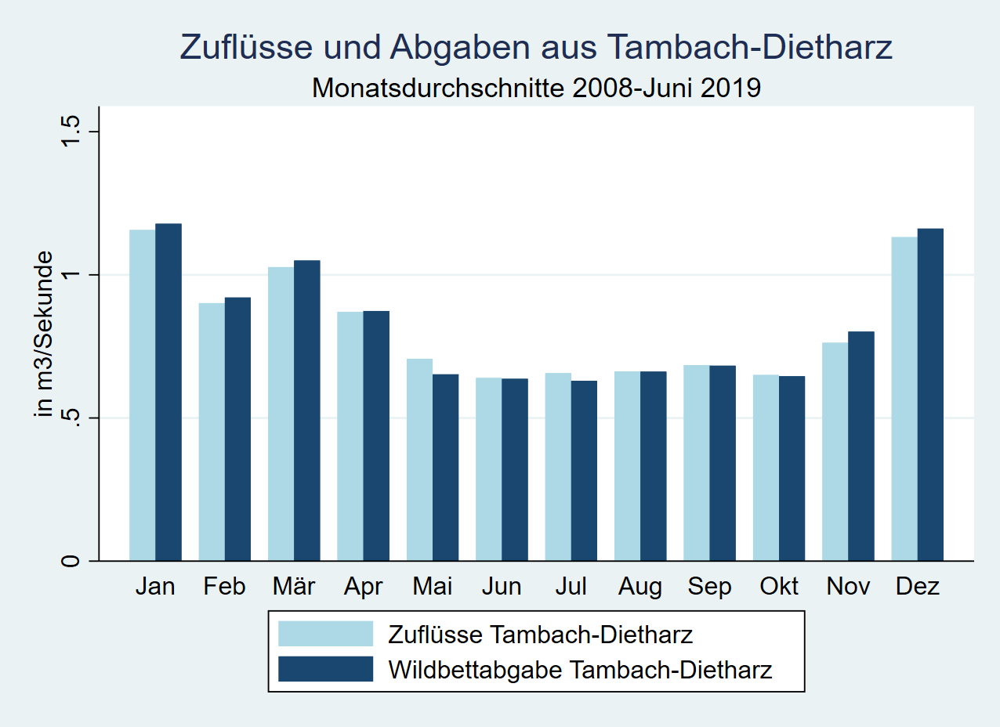 Zuflüsse und Abgaben aus Tambach-Dietharz
Monatsdurchschnitte 2008-Juni 2019
in m3/Sekunde
1.5
1
.5
0
Jan Feb Mär Apr Mai Jun Jul Aug Sep Okt Nov Dez
Zuflüsse Tambach-Dietharz
Wildbettabgabe Tambach-Dietharz